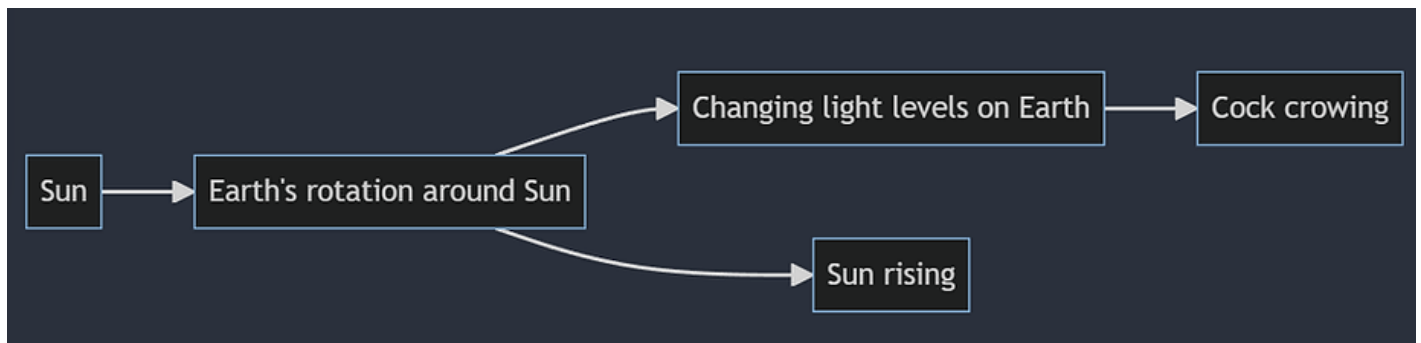 Sun
Earth's rotation around Sun
Changing light levels on Earth
Cock crowing
Sun rising